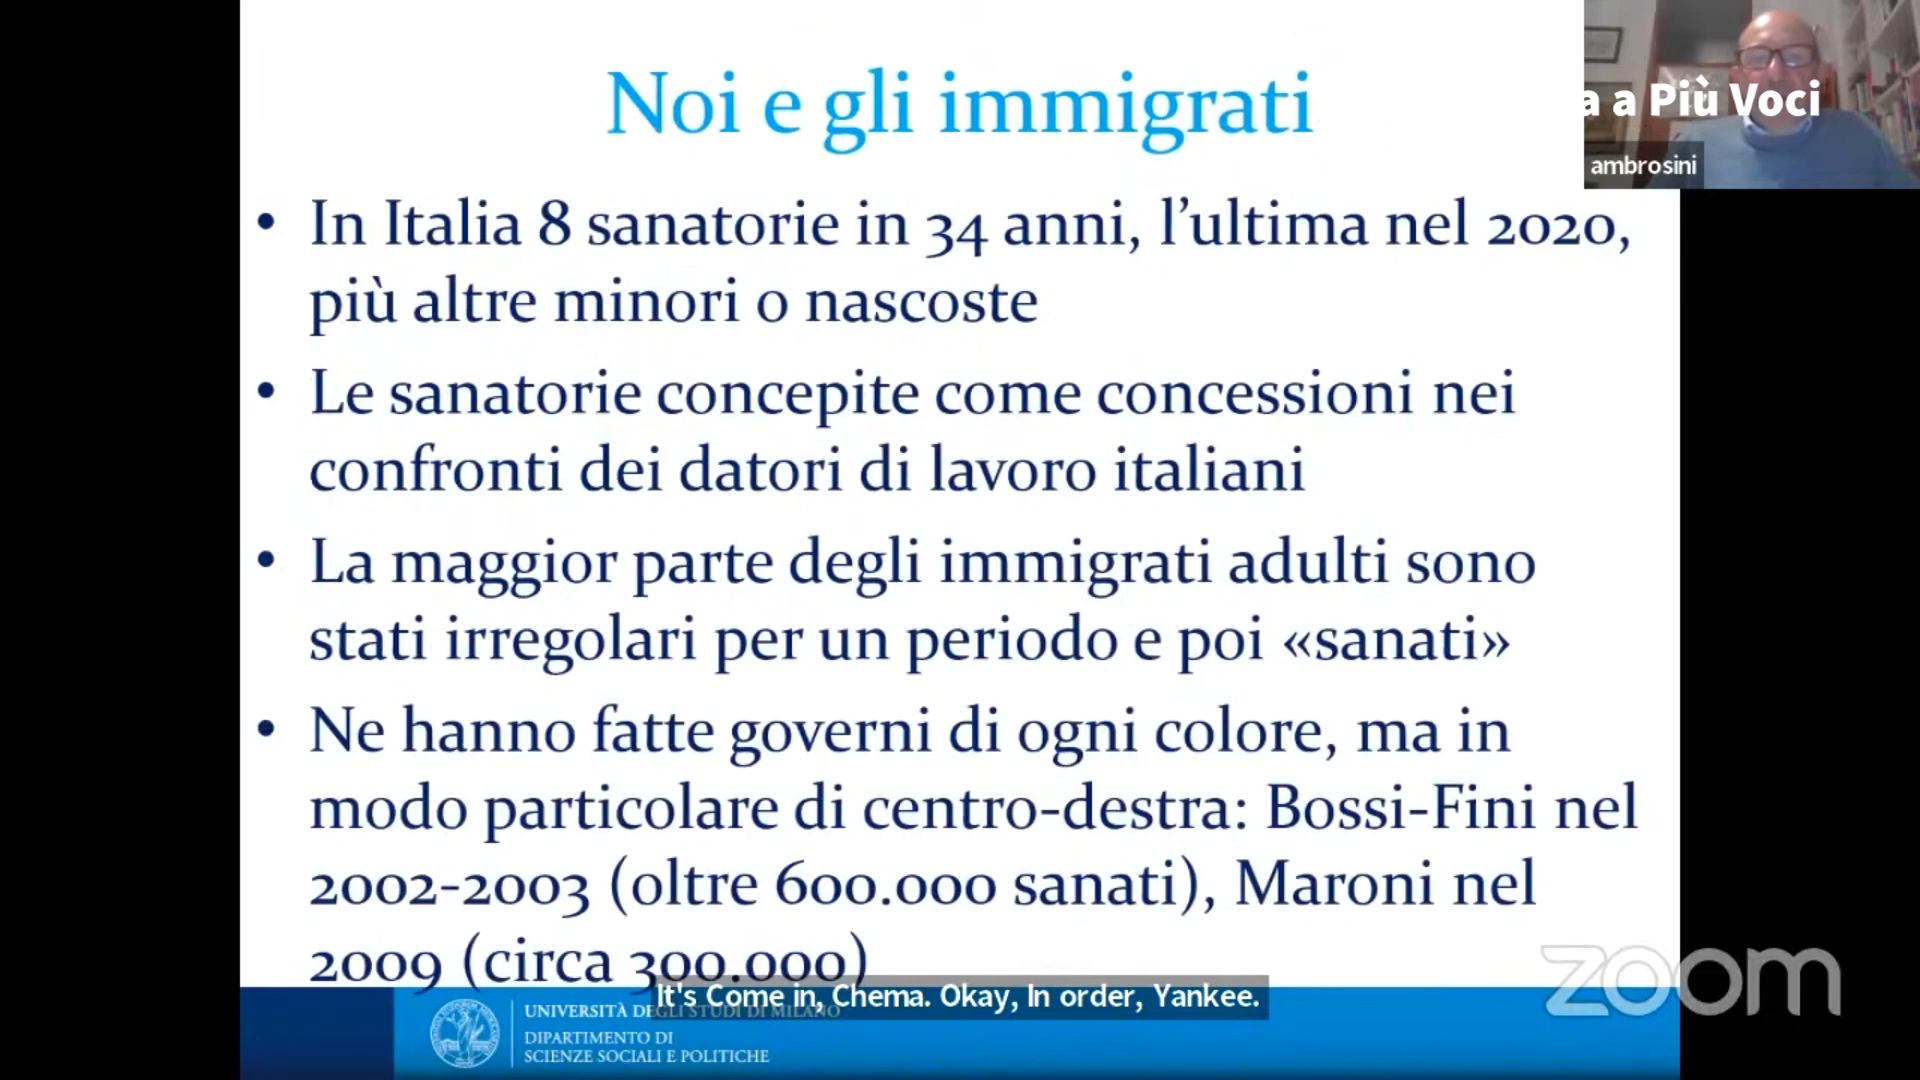 Noi e gli immigrati
a a Più Voci
ambrosini
• In Italia 8 sanatorie in 34 anni, l’ultima nel 2020,
più altre minori o nascoste
• Le sanatorie concepite come concessioni nei
confronti dei datori di lavoro italiani
• La maggior parte degli immigrati adulti sono
stati irregolari per un periodo e poi «sanati»
• Ne hanno fatte governi di ogni colore, ma in
modo particolare di centro-destra: Bossi-Fini nel
2002-2003 (oltre 600.000 sanati), Maroni nel
2009 (circa 300.000)
It's Come in, Chema. Okay, In order, Yankee.
UNIVERSITÀ DEGLI STUDI DI MILANO
DIPARTIMENTO DI
SCIENZE SOCIALI E POLITICHE
zoom